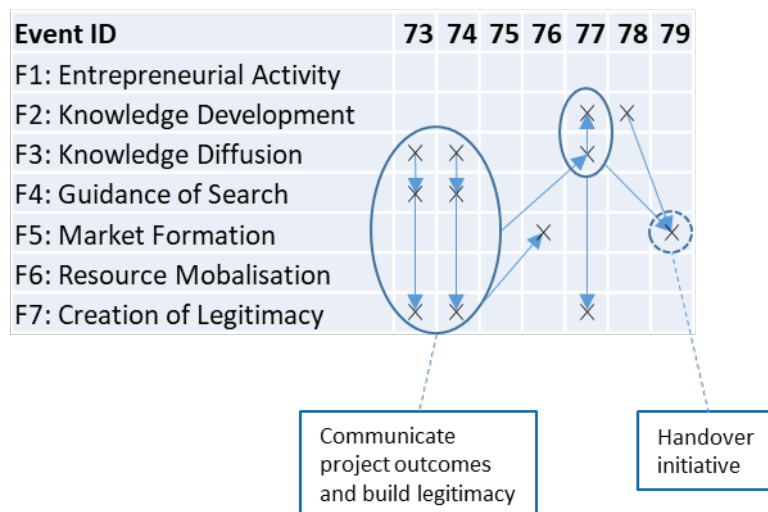 Event ID 73 74 75 76 77 78 79
F1: Entrepreneurial Activity
F2: Knowledge Development
F3: Knowledge Diffusion
F4: Guidance of Search
F5: Market Formation
F6: Resource Mobalisation
F7: Creation of Legitimacy
Communicate
project outcomes
and build legitimacy
Handover
initiative